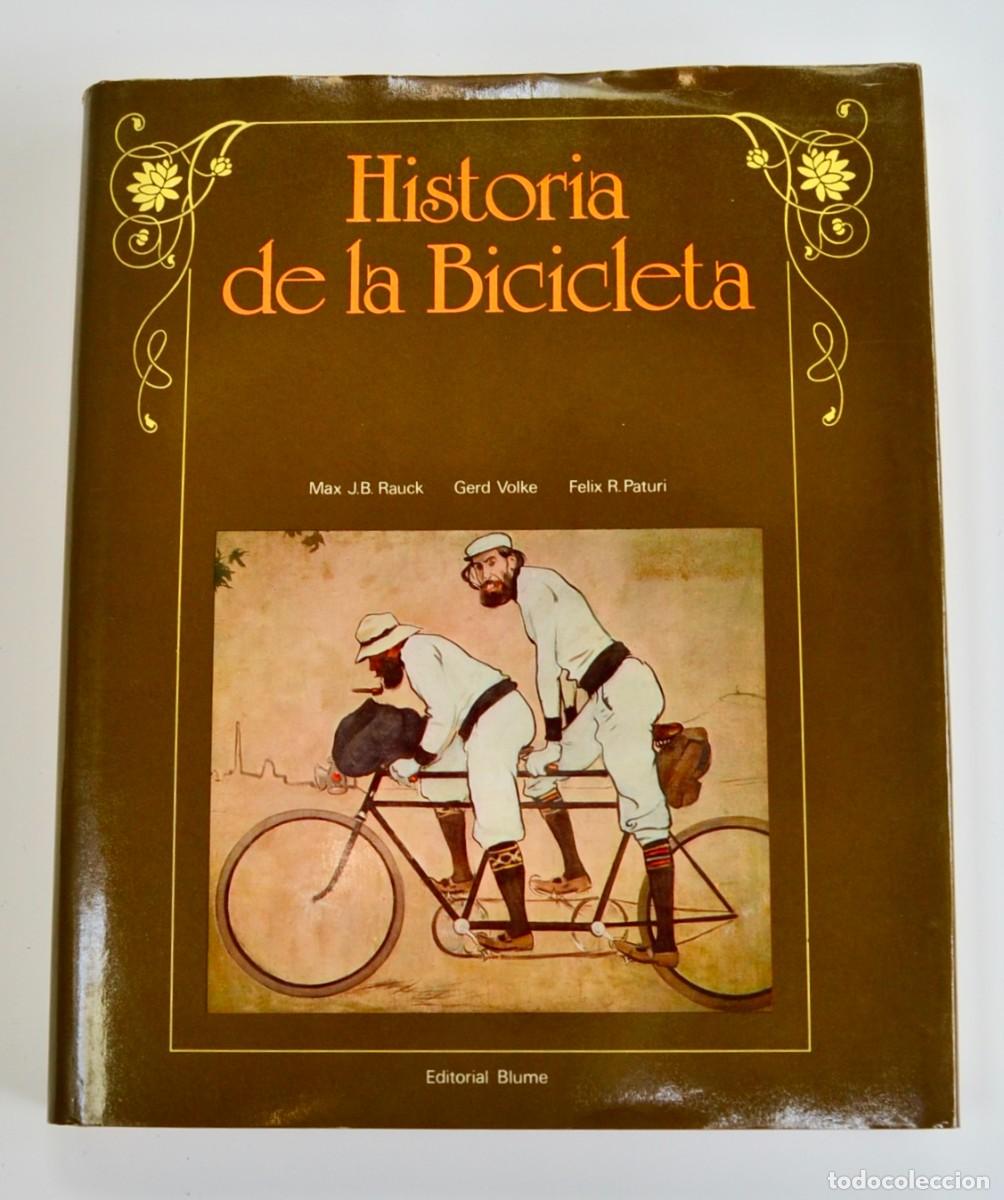 Historia
de la Bicicleta
Max J.B. Rauck Gerd Volke Felix R. Paturi
Editorial Blume
todocoleccion